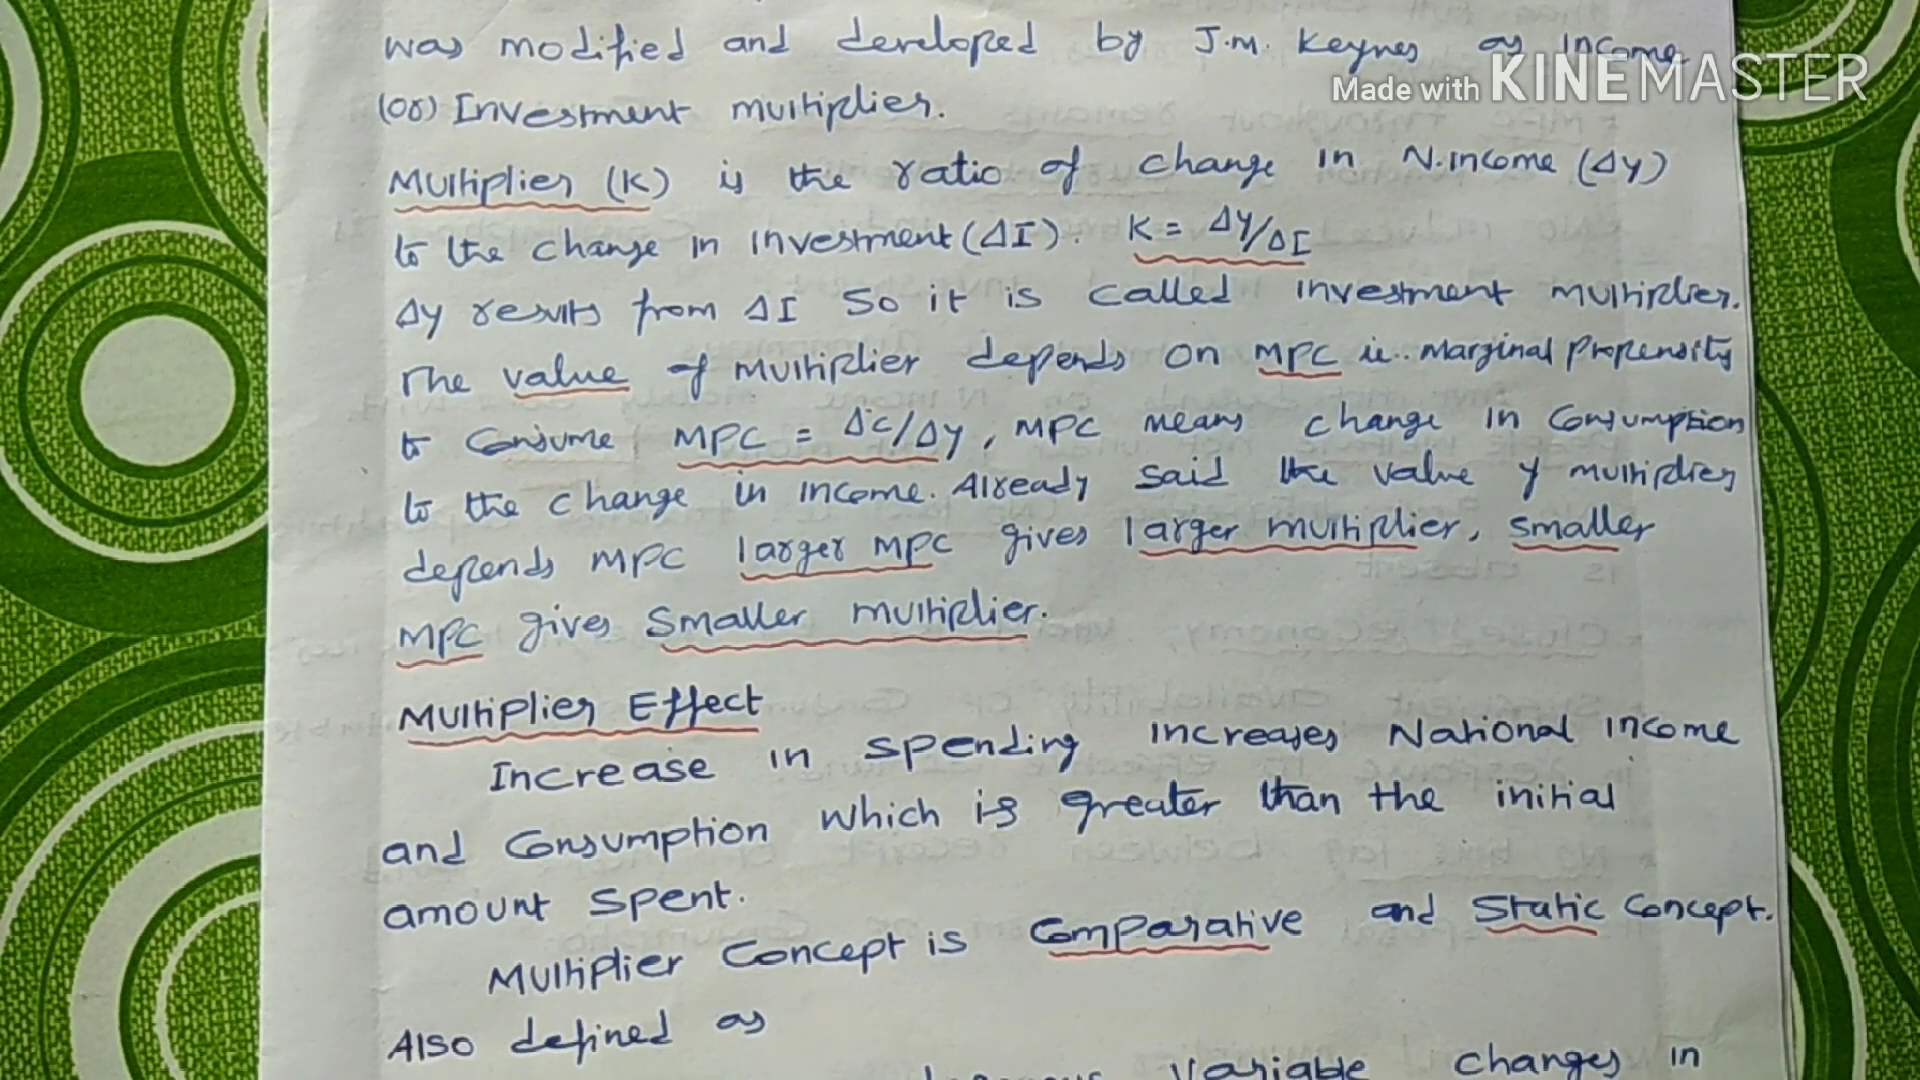 was modified and developed by J.M. Keynes as Income
Made with KINEMASTER
(or) Investment multiplier.
Multiplier (K) is the ratio of change in N.income (Δy)
to the change in investment (ΔI). K = Δy/ΔI
Δy results from ΔI so it is called investment multiplier.
The value of multiplier depends on MPC ie.. Marginal Propensity
to consume MPC = Δc/Δy, MPC means change in consumption
to the change in income. Already said the value of multiplier
depends MPC larger MPC gives larger multiplier, smaller
MPC gives smaller multiplier.
Multiplier Effect
Increase in spending increases National income
and consumption which is greater than the initial
amount spent.
Multiplier concept is comparative and static concept.
Also defined as
variable changes in